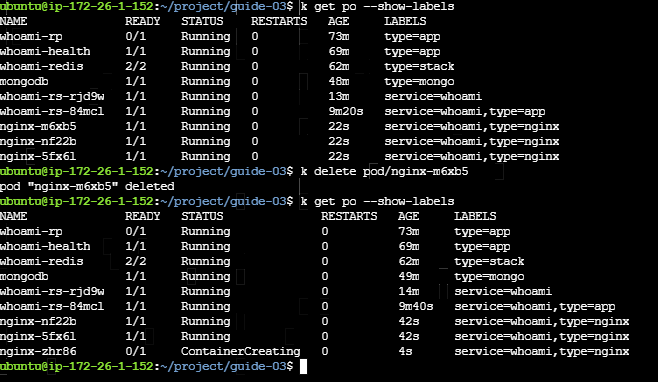 ubuntu@ip-172-26-1-152:~/project/guide-03$ k get po --show-labels
NAME READY STATUS RESTARTS AGE LABELS
whoami-rp 0/1 Running 0 73m type=app
whoami-health 1/1 Running 0 69m type=app
whoami-redis 2/2 Running 0 62m type=stack
mongodb 1/1 Running 0 48m type=mongo
whoami-rs-rjd9w 1/1 Running 0 13m service=whoami
whoami-rs-84mcl 1/1 Running 0 9m20s service=whoami,type=app
nginx-m6xb5 1/1 Running 0 22s service=whoami,type=nginx
nginx-nf22b 1/1 Running 0 22s service=whoami,type=nginx
nginx-5fx6l 1/1 Running 0 22s service=whoami,type=nginx
ubuntu@ip-172-26-1-152:~/project/guide-03$ k delete pod/nginx-m6xb5
pod "nginx-m6xb5" deleted
ubuntu@ip-172-26-1-152:~/project/guide-03$ k get po --show-labels
NAME READY STATUS RESTARTS AGE LABELS
whoami-rp 0/1 Running 0 73m type=app
whoami-health 1/1 Running 0 69m type=app
whoami-redis 2/2 Running 0 62m type=stack
mongodb 1/1 Running 0 49m type=mongo
whoami-rs-rjd9w 1/1 Running 0 14m service=whoami
whoami-rs-84mcl 1/1 Running 0 9m40s service=whoami,type=app
nginx-nf22b 1/1 Running 0 42s service=whoami,type=nginx
nginx-5fx6l 1/1 Running 0 42s service=whoami,type=nginx
nginx-zhr86 0/1 ContainerCreating 0 4s service=whoami,type=nginx
ubuntu@ip-172-26-1-152:~/project/guide-03$